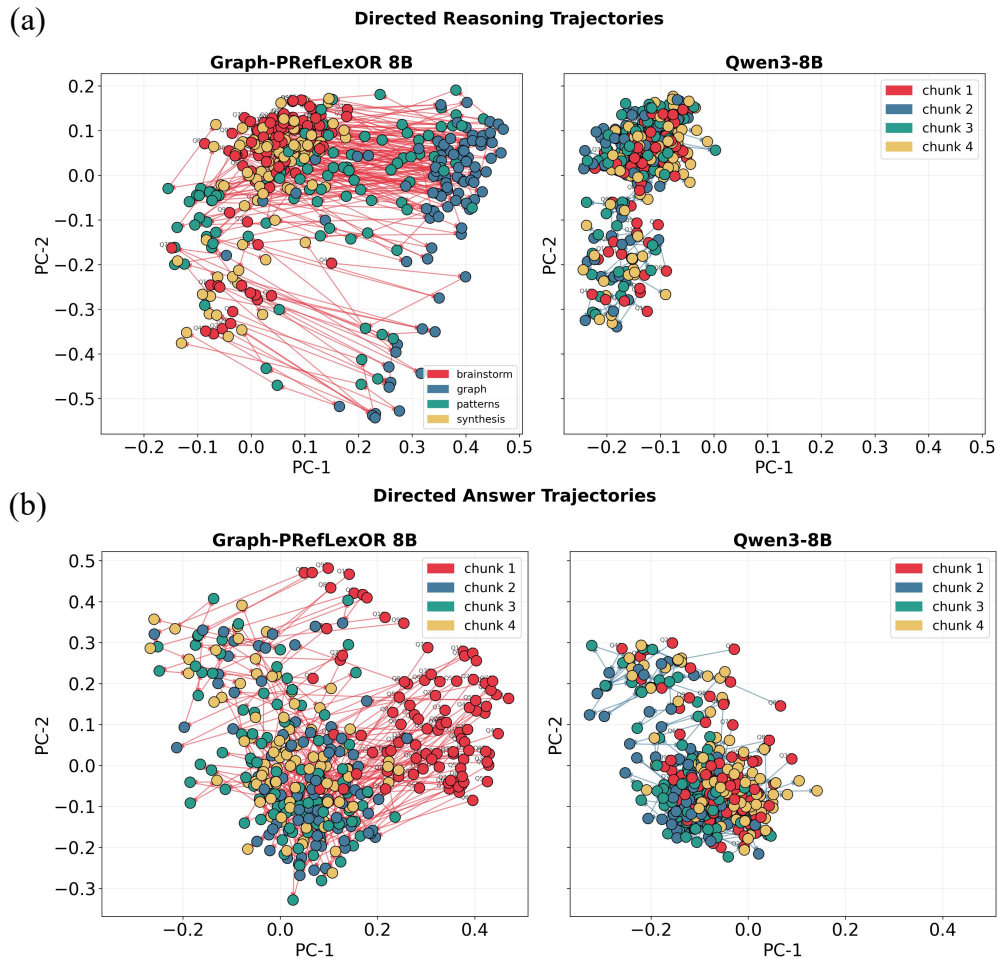 (a)
Directed Reasoning Trajectories
Graph-PRefLexOR 8B
Qwen3-8B
0.2
0.1
0.0
−0.1
−0.2
−0.3
−0.4
−0.5
PC-2
−0.2 −0.1 0.0 0.1 0.2 0.3 0.4 0.5
PC-1
brainstorm
graph
patterns
synthesis
PC-2
chunk 1
chunk 2
chunk 3
chunk 4
−0.2 −0.1 0.0 0.1 0.2 0.3 0.4 0.5
PC-1
(b)
Directed Answer Trajectories
Graph-PRefLexOR 8B
Qwen3-8B
0.5
0.4
0.3
0.2
0.1
0.0
−0.1
−0.2
−0.3
PC-2
chunk 1
chunk 2
chunk 3
chunk 4
−0.2 0.0 0.2 0.4
PC-1
PC-2
chunk 1
chunk 2
chunk 3
chunk 4
−0.2 0.0 0.2 0.4
PC-1